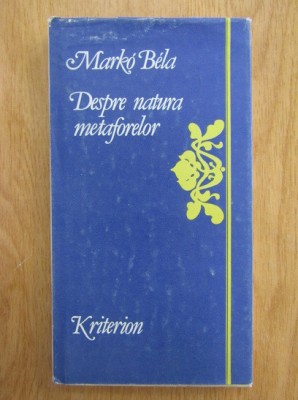 Markó Béla
Despre natura
metaforelor
Kriterion